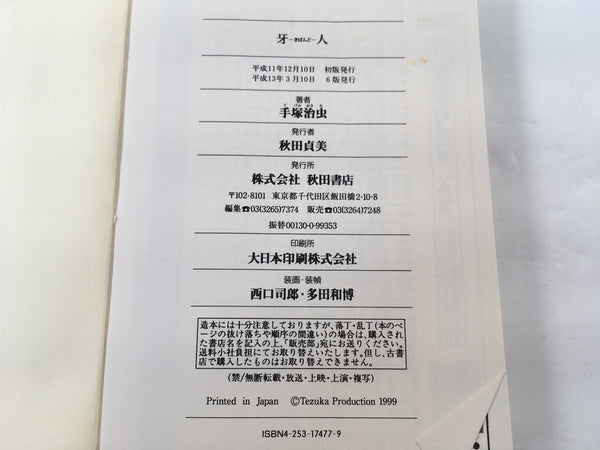 牙 ―きばんど― 人
平成11年12月10日 初版発行
平成13年 3月10日 6版発行
著者
手塚治虫
発行者
秋田貞美
発行所
株式会社 秋田書店
〒102-8101 東京都千代田区飯田橋2-10-8
編集☎03(3265)7374 販売☎03(3264)7248
振替00130-0-99353
印刷所
大日本印刷株式会社
装画・装幀
西口司郎・多田和博
造本には十分注意しておりますが、落丁・乱丁(本のペ
ージの抜け落ちや順序の間違い)の場合は、購入され
た書店名を記入の上、「販売部」宛にお送りください。
送料小社負担にてお取り替えいたします。但し、古書
店で購入したものはお取り替えできません。
(禁/無断転載・放送・上映・上演・複写)
Printed in Japan ©Tezuka Production 1999
ISBN4-253-17477-9